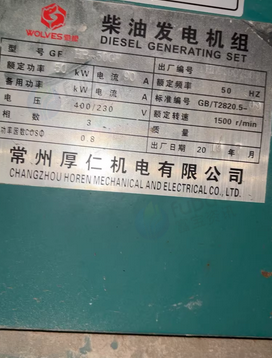 WOLVES
柴油发电机组
DIESEL GENERATING SET
型号 GF 出厂编号
额定功率 kW 电流 A 额定频率 50 HZ
备用功率 kW 电流 A 标准编号 GB/T2820.5-
电压 400/230 V 额定转速 1500 r/min
相数 3 质量
功率因数COSΦ 0.8 出厂日期 20 年 月
常州厚仁机电有限公司
CHANGZHOU HOREN MECHANICAL AND ELECTRICAL CO., LTD.